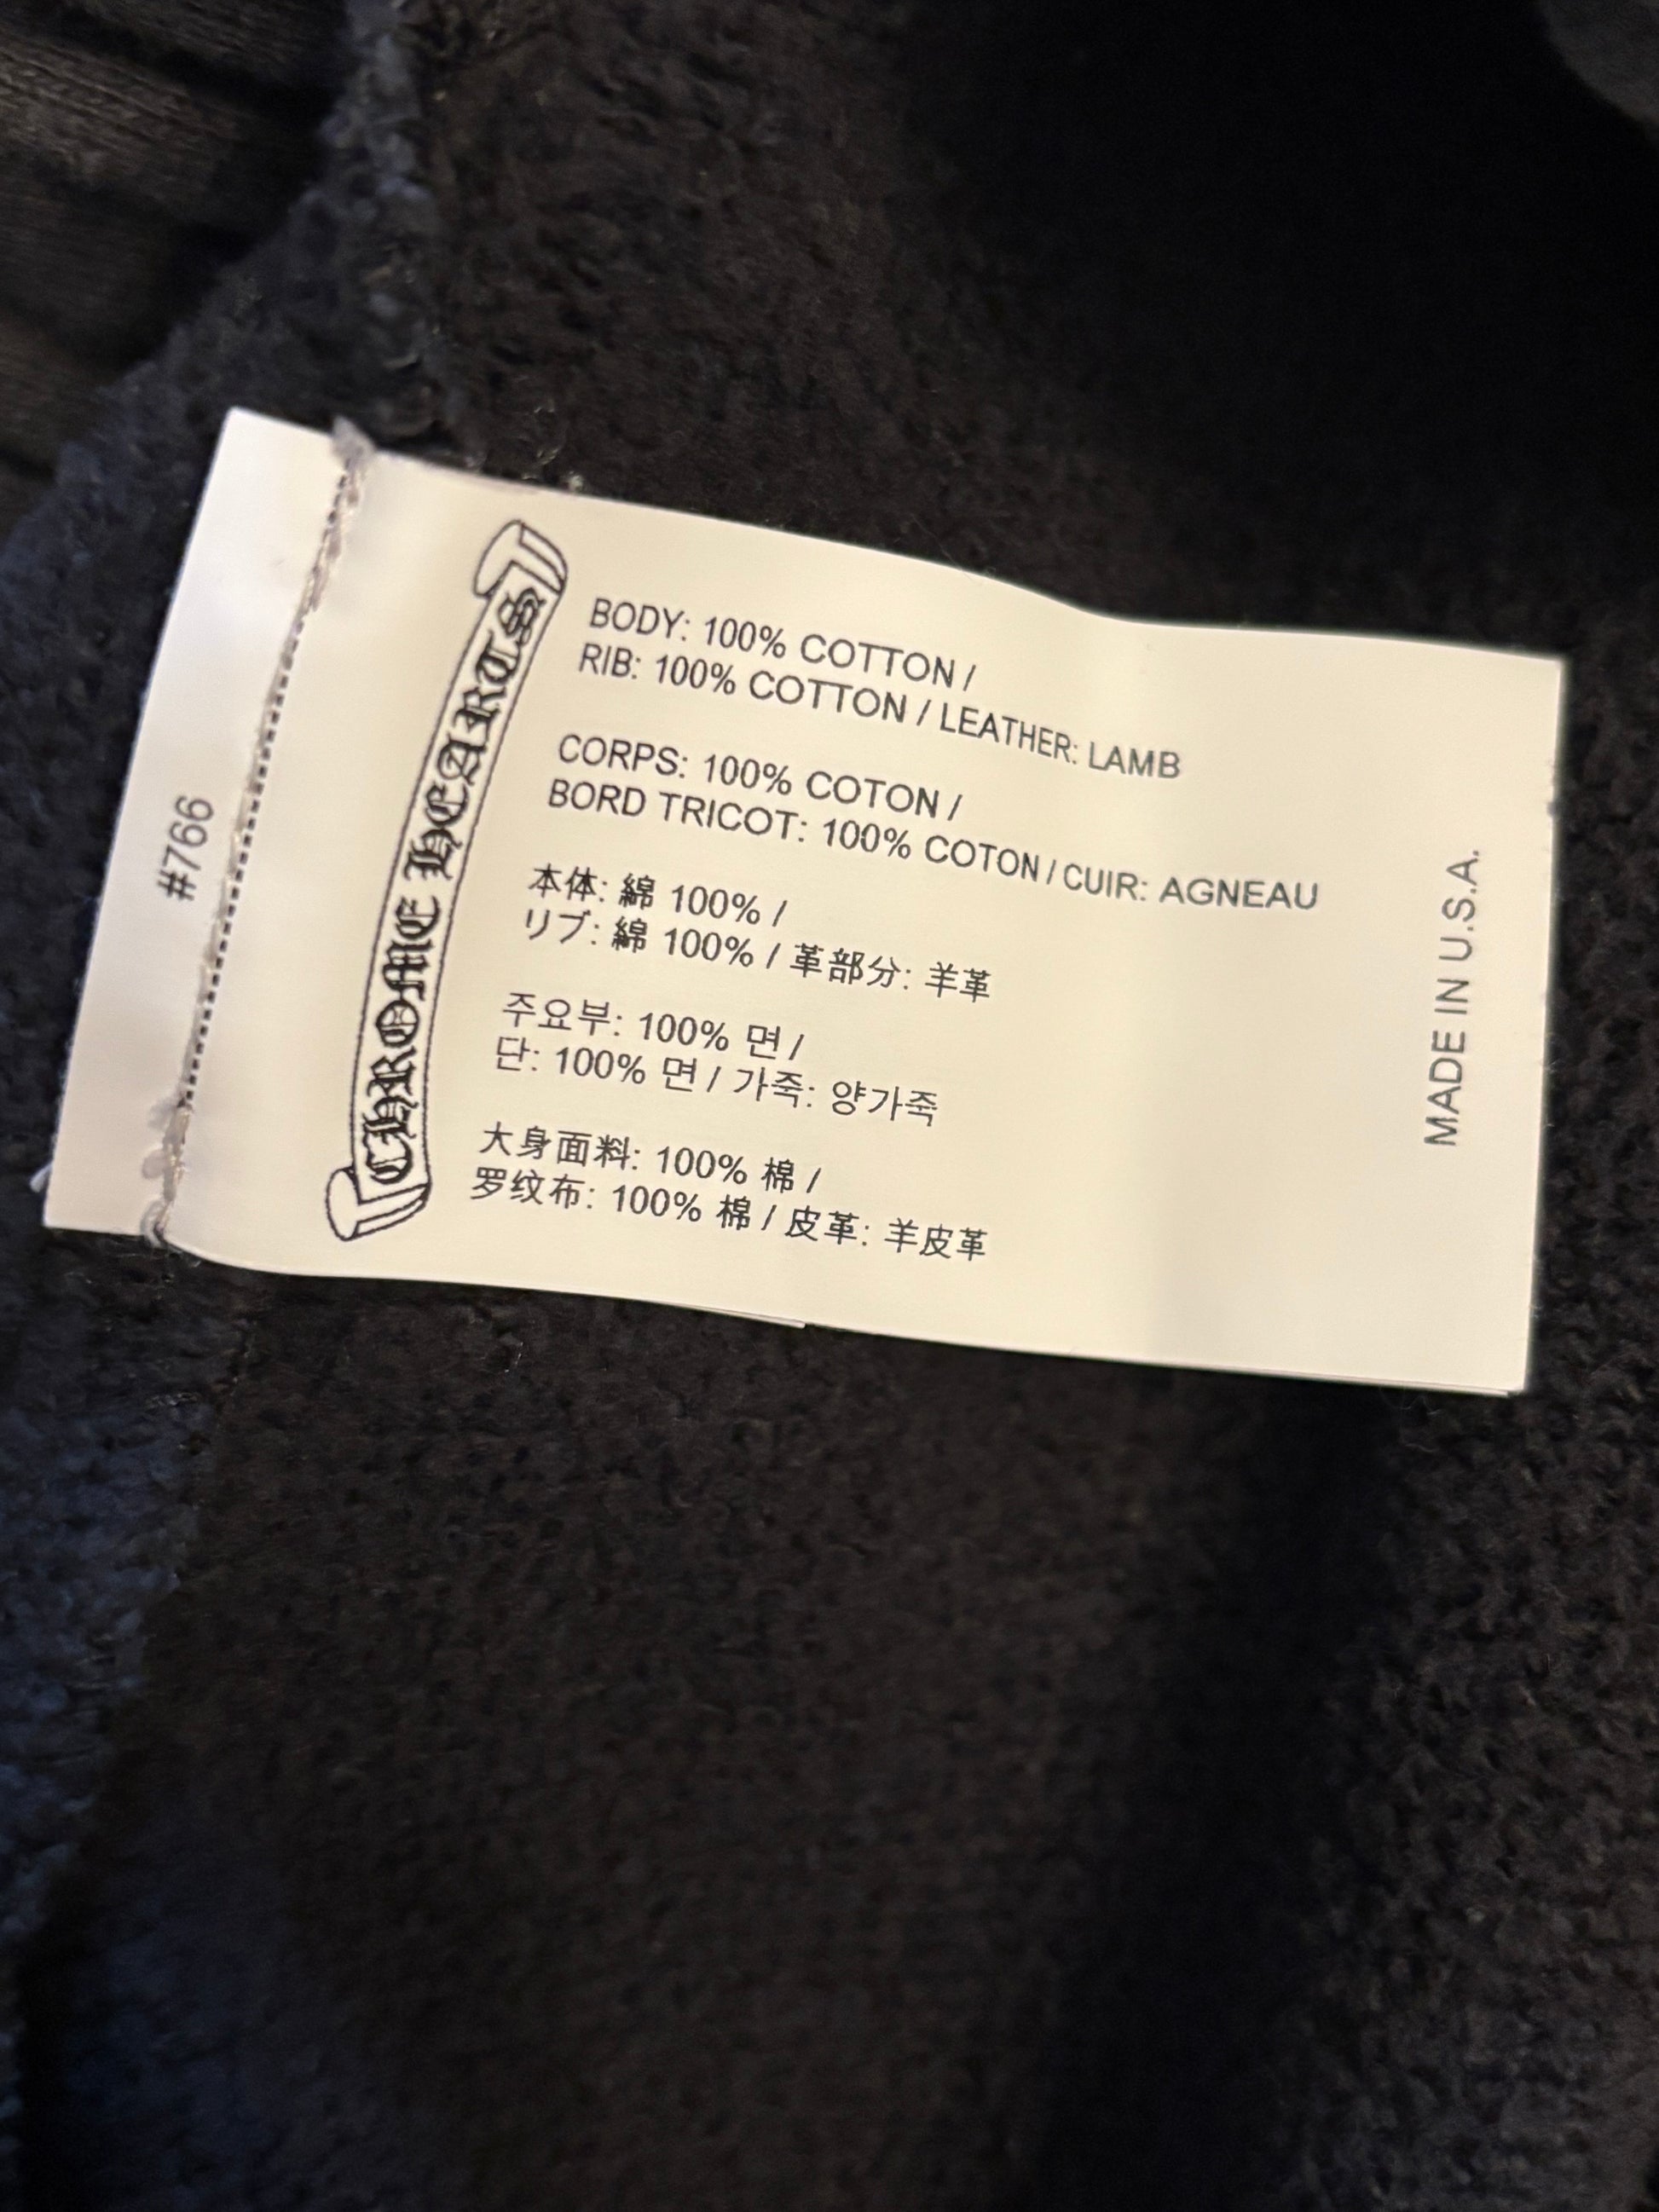 #766
CHROME HEARTS
BODY: 100% COTTON /
RIB: 100% COTTON / LEATHER: LAMB
CORPS: 100% COTON /
BORD TRICOT: 100% COTON / CUIR: AGNEAU
本体: 綿 100% /
リブ: 綿 100% / 革部分: 羊革
주요부: 100% 면 /
단: 100% 면 / 가죽: 양가죽
大身面料: 100% 棉 /
罗纹布: 100% 棉 / 皮革: 羊皮革
MADE IN U.S.A.